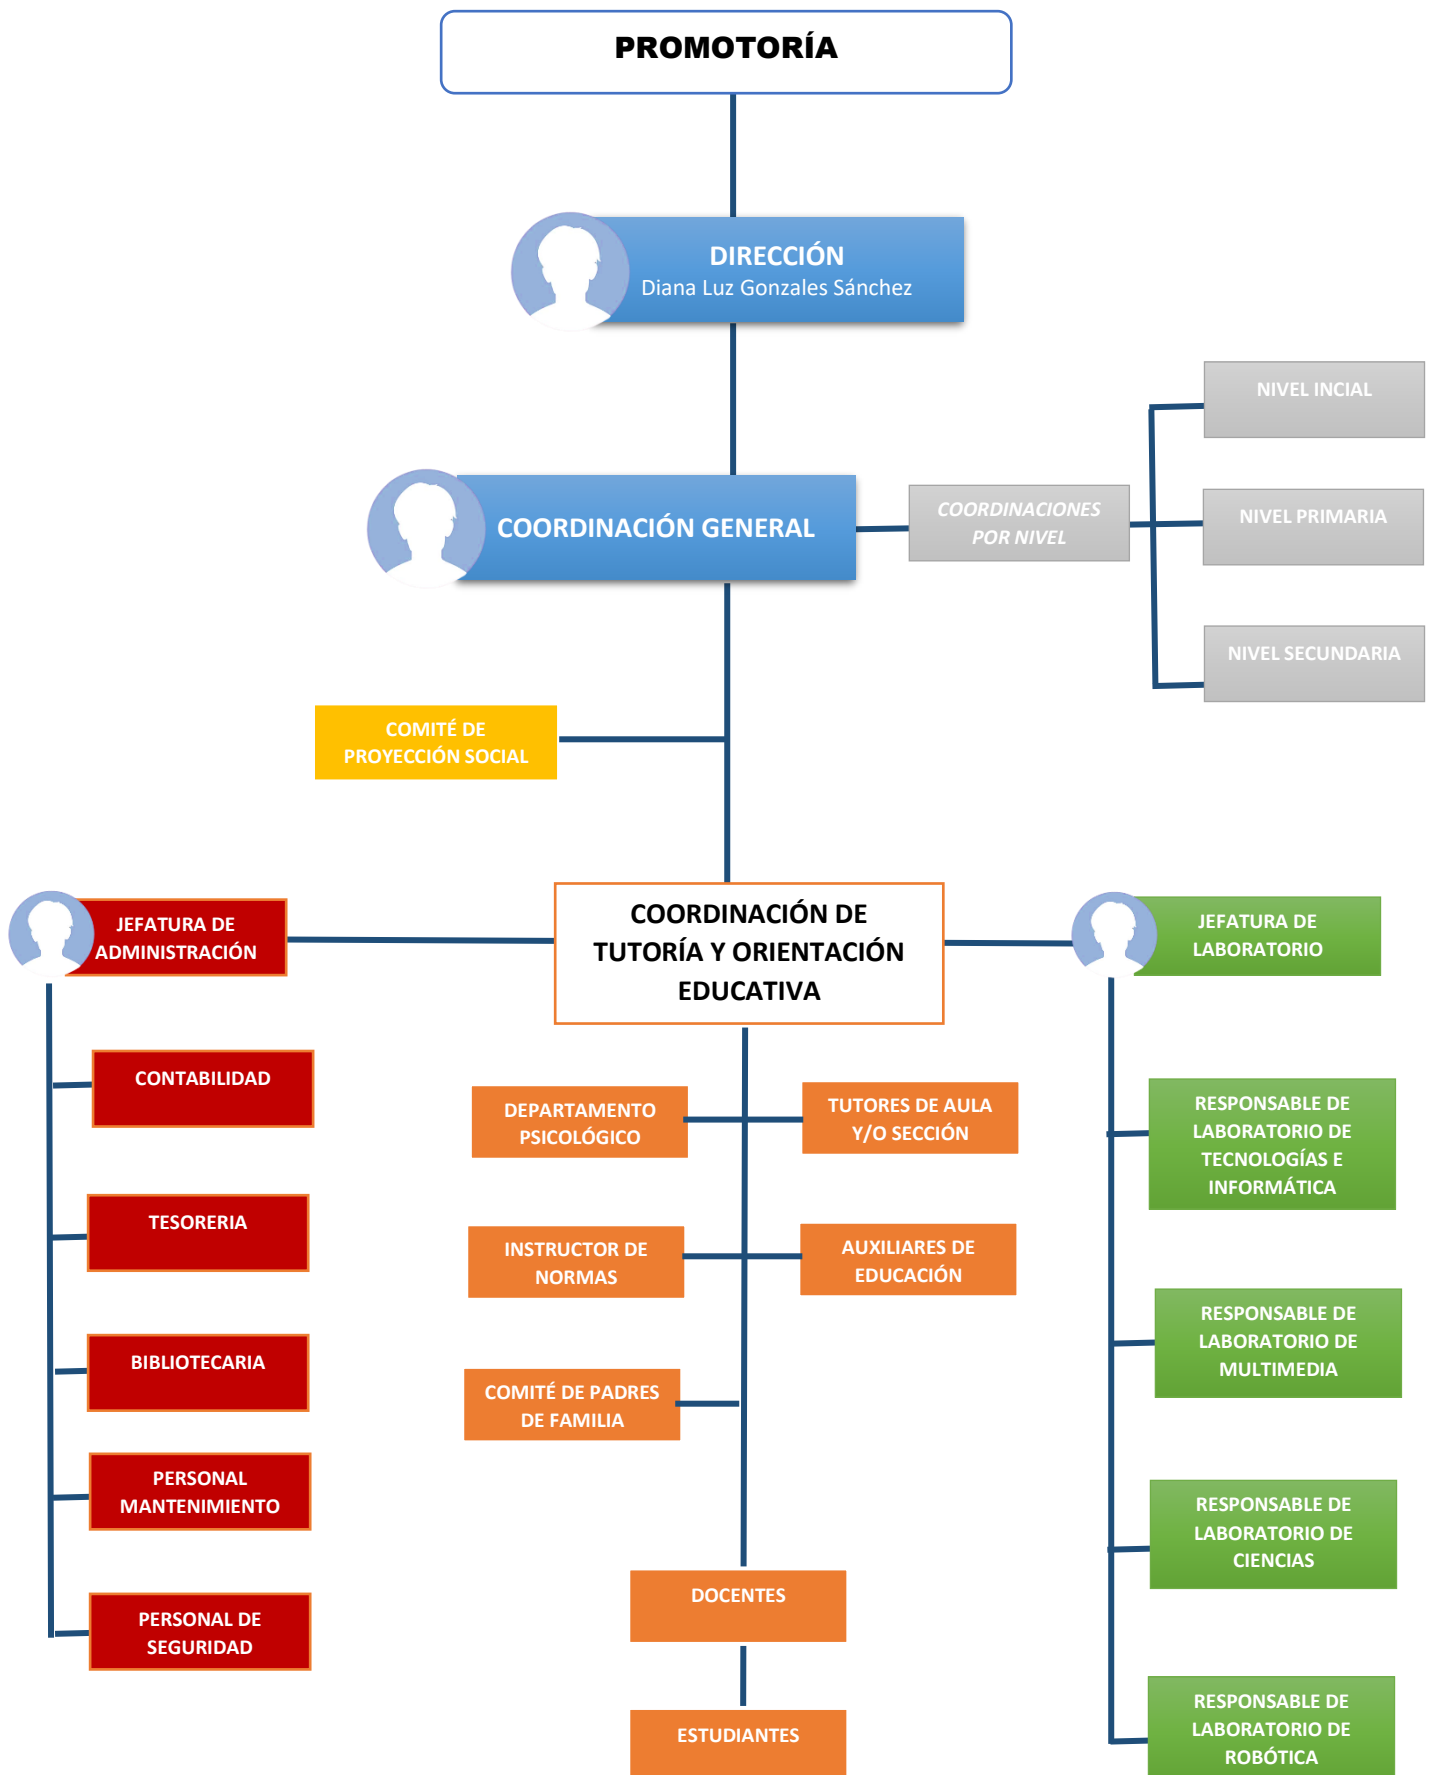 PROMOTORÍA
DIRECCIÓN
Diana Luz Gonzales Sánchez
NIVEL INCIAL
COORDINACIÓN GENERAL
COORDINACIONES
POR NIVEL
NIVEL PRIMARIA
NIVEL SECUNDARIA
COMITÉ DE
PROYECCIÓN SOCIAL
JEFATURA DE
ADMINISTRACIÓN
COORDINACIÓN DE
TUTORÍA Y ORIENTACIÓN
EDUCATIVA
JEFATURA DE
LABORATORIO
CONTABILIDAD
TESORERIA
BIBLIOTECARIA
PERSONAL
MANTENIMIENTO
PERSONAL DE
SEGURIDAD
DEPARTAMENTO
PSICOLÓGICO
TUTORES DE AULA
Y/O SECCIÓN
INSTRUCTOR DE
NORMAS
AUXILIARES DE
EDUCACIÓN
COMITÉ DE PADRES
DE FAMILIA
DOCENTES
ESTUDIANTES
RESPONSABLE DE
LABORATORIO DE
TECNOLOGÍAS E
INFORMÁTICA
RESPONSABLE DE
LABORATORIO DE
MULTIMEDIA
RESPONSABLE DE
LABORATORIO DE
CIENCIAS
RESPONSABLE DE
LABORATORIO DE
ROBÓTICA